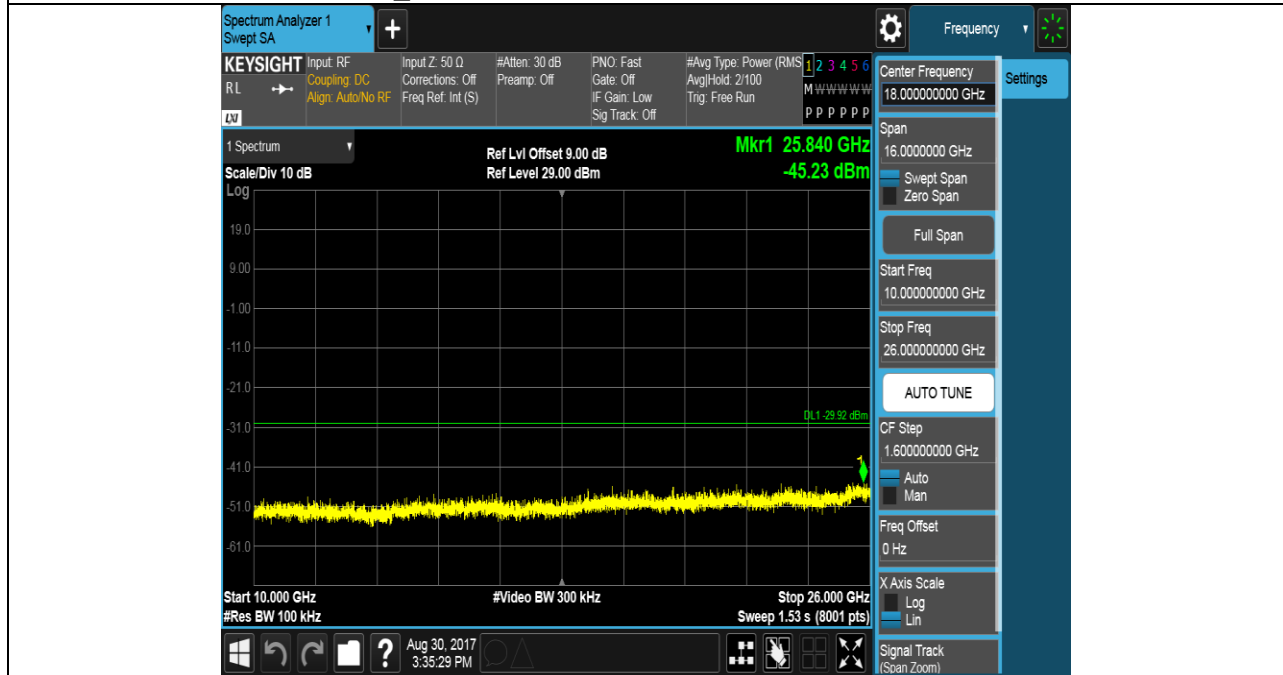 Spectrum Analyzer 1
Swept SA
+
Frequency
KEYSIGHT
RL
LXI
Input: RF
Coupling: DC
Align: Auto/No RF
Input Z: 50 Ω
Corrections: Off
Freq Ref: Int (S)
#Atten: 30 dB
Preamp: Off
PNO: Fast
Gate: Off
IF Gain: Low
Sig Track: Off
#Avg Type: Power (RMS
Avg|Hold: 2/100
Trig: Free Run
1 2 3 4 5 6
M W W W W W
P P P P P P
Center Frequency
18.000000000 GHz
Settings
Span
16.0000000 GHz
Swept Span
Zero Span
Full Span
Start Freq
10.000000000 GHz
Stop Freq
26.000000000 GHz
AUTO TUNE
CF Step
1.600000000 GHz
Auto
Man
Freq Offset
0 Hz
X Axis Scale
Log
Lin
Signal Track
(Span Zoom)
1 Spectrum
Scale/Div 10 dB
Ref Lvl Offset 9.00 dB
Ref Level 29.00 dBm
Mkr1 25.840 GHz
-45.23 dBm
Log
19.0
9.00
-1.00
-11.0
-21.0
DL1 -29.92 dBm
-31.0
-41.0
1
-51.0
-61.0
Start 10.000 GHz
#Video BW 300 kHz
Stop 26.000 GHz
#Res BW 100 kHz
Sweep 1.53 s (8001 pts)
?
Aug 30, 2017
3:35:29 PM